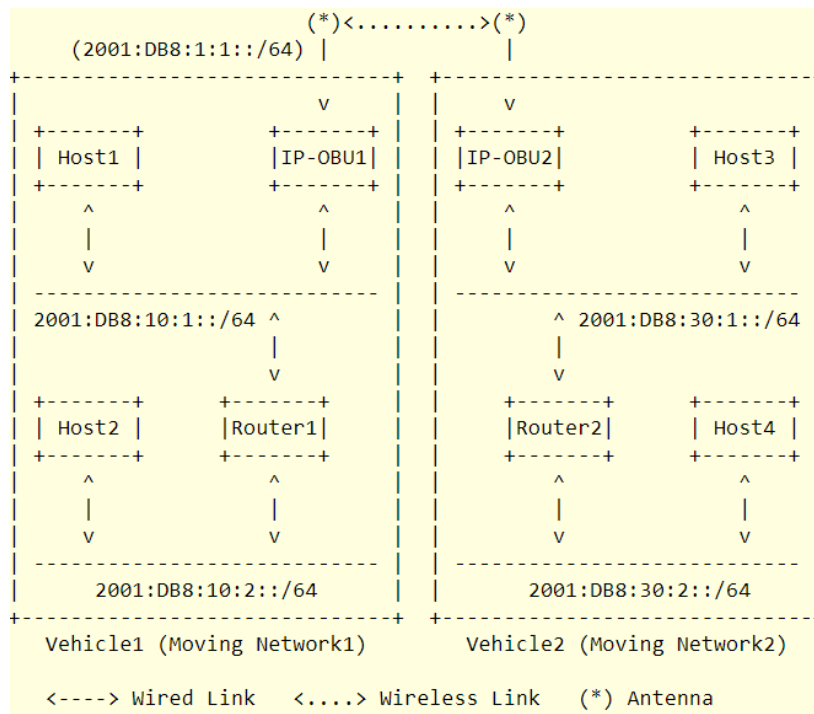 (*)<..........>(*)
(2001:DB8:1:1::/64) | |
+------------------------------+ +------------------------------
| v | | v
| +-------+ +-------+ | | +-------+ +-------+
| | Host1 | |IP-OBU1| | | |IP-OBU2| | Host3 |
| +-------+ +-------+ | | +-------+ +-------+
| ^ ^ | | ^ ^
| | | | | | |
| v v | | v v
| ---------------------------- | | ----------------------------
| 2001:DB8:10:1::/64 ^ | | ^ 2001:DB8:30:1::/64
| | | | |
| v | | v
| +-------+ +-------+ | | +-------+ +-------+
| | Host2 | |Router1| | | |Router2| | Host4 |
| +-------+ +-------+ | | +-------+ +-------+
| ^ ^ | | ^ ^
| | | | | | |
| v v | | v v
| ---------------------------- | | ----------------------------
| 2001:DB8:10:2::/64 | | 2001:DB8:30:2::/64
+------------------------------+ +------------------------------
Vehicle1 (Moving Network1) Vehicle2 (Moving Network2)
<----> Wired Link <....> Wireless Link (*) Antenna